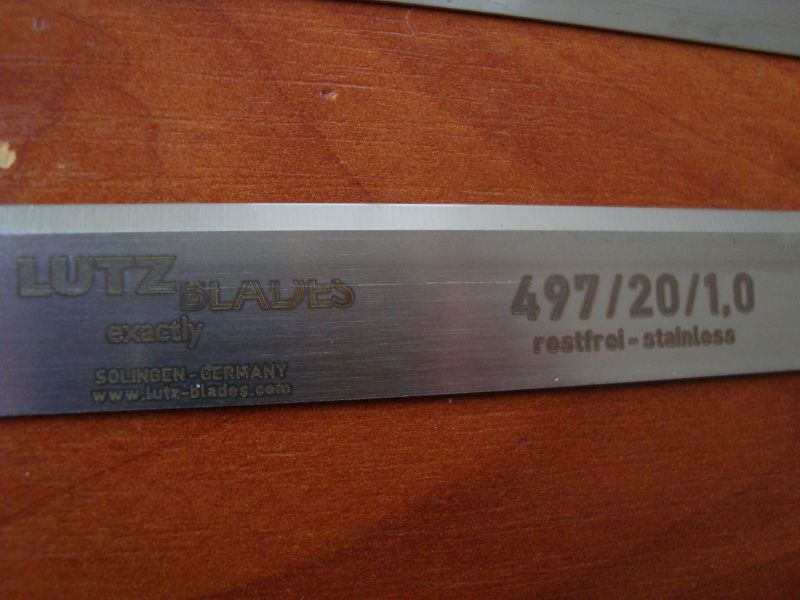 LUTZ BLADES
exactly
SOLINGEN - GERMANY
www.lutz-blades.com
497/20/1,0
rostfrei - stainless